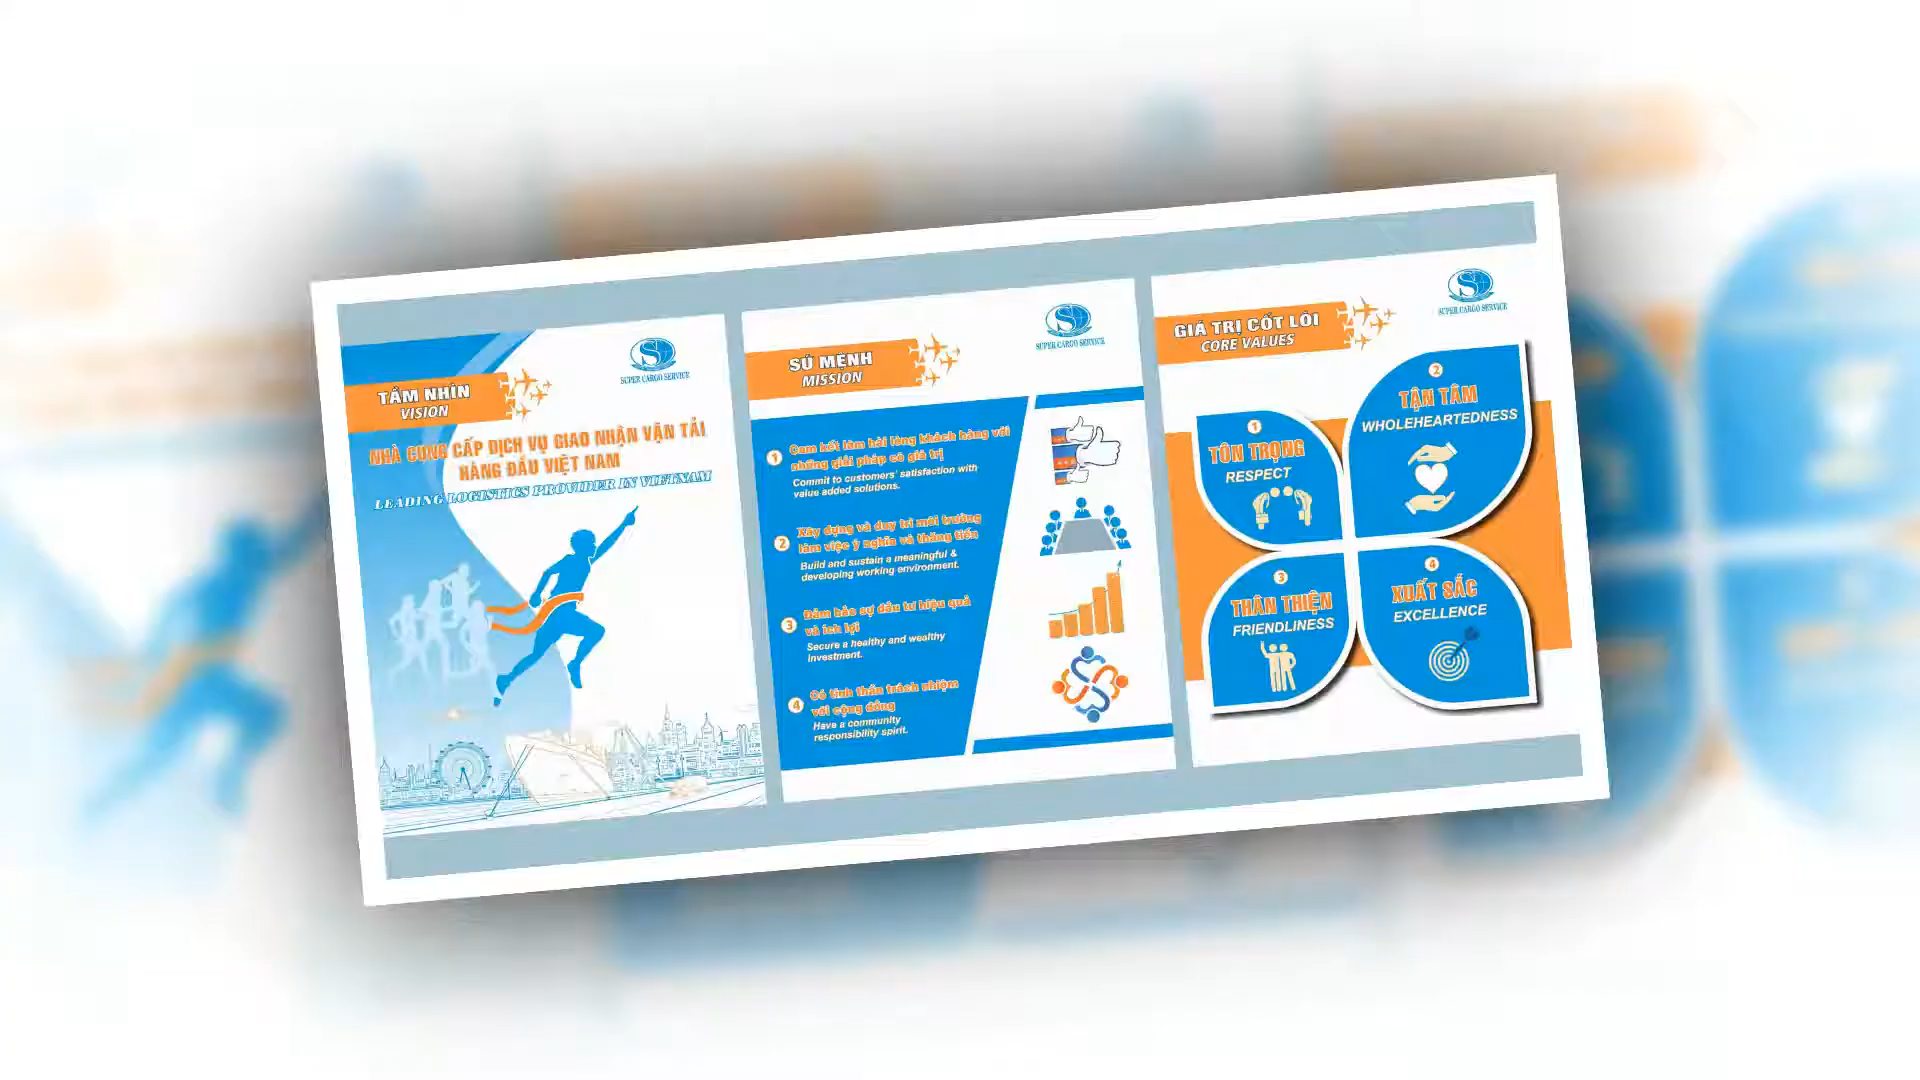 SUPER CARGO SERVICE
TẦM NHÌN
VISION
NHÀ CUNG CẤP DỊCH VỤ GIAO NHẬN VẬN TẢI
HÀNG ĐẦU VIỆT NAM
LEADING LOGISTICS PROVIDER IN VIETNAM
SUPER CARGO SERVICE
SỨ MỆNH
MISSION
1
Cam kết làm hài lòng khách hàng với
những giải pháp có giá trị
Commit to customers' satisfaction with
value added solutions.
2
Xây dựng và duy trì môi trường
làm việc ý nghĩa và thăng tiến
Build and sustain a meaningful &
developing working environment.
3
Đảm bảo sự đầu tư hiệu quả
và ích lợi
Secure a healthy and wealthy
investment.
4
Có tinh thần trách nhiệm
với cộng đồng
Have a community
responsibility spirit.
SUPER CARGO SERVICE
GIÁ TRỊ CỐT LÕI
CORE VALUES
1
TÔN TRỌNG
RESPECT
2
TẬN TÂM
WHOLEHEARTEDNESS
3
THÂN THIỆN
FRIENDLINESS
4
XUẤT SẮC
EXCELLENCE